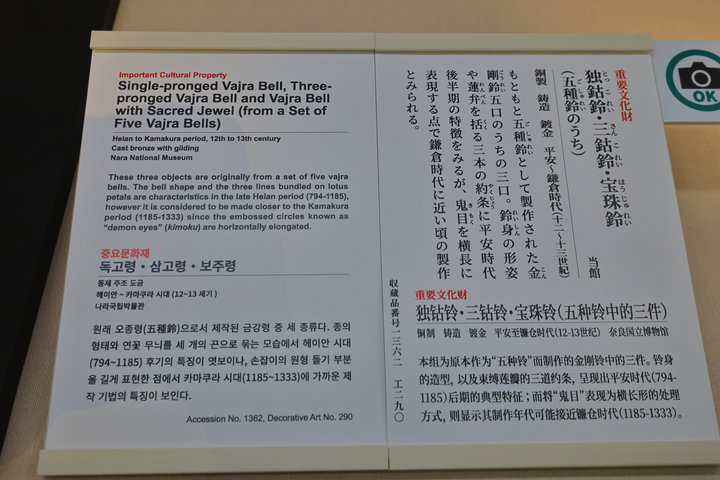 Important Cultural Property
Single-pronged Vajra Bell, Three-
pronged Vajra Bell and Vajra Bell
with Sacred Jewel (from a Set of
Five Vajra Bells)
Heian to Kamakura period, 12th to 13th century
Cast bronze with gilding
Nara National Museum
These three objects are originally from a set of five vajra
bells. The bell shape and the three lines bundled on lotus
petals are characteristics in the late Heian period (794-1185),
however it is considered to be made closer to the Kamakura
period (1185-1333) since the embossed circles known as
“demon eyes” (kimoku) are horizontally elongated.
중요문화재
독고령・삼고령・보주령
동제 주조 도금
헤이안~카마쿠라 시대 (12~13 세기 )
나라국립박물관
원래 오종령(五種鈴)으로서 제작된 금강령 중 세 종류다. 종의
형태와 연꽃 무늬를 세 개의 끈으로 묶는 모습에서 헤이안 시대
(794~1185) 후기의 특징이 엿보이나, 손잡이의 원형 돌기 부분
을 길게 표현한 점에서 카마쿠라 시대(1185~1333)에 가까운 제
작 기법의 특징이 보인다.
Accession No. 1362, Decorative Art No. 290
重要文化財
独鈷鈴・三鈷鈴・宝珠鈴
とっこれい さんこれい ほうじゅれい
（五種鈴のうち）
ごしゅれい
当館
銅製 鋳造 鍍金 平安〜鎌倉時代（十二〜十三世紀）
もともと五種鈴として製作された金
剛鈴五口のうちの三口。鈴身の形姿
や蓮弁を括る三本の約条に平安時代
後半期の特徴をみるが、鬼目を横長に
表現する点で鎌倉時代に近い頃の製作
とみられる。
収蔵品番号一三六二 工二九〇
重要文化财
独钴铃・三钴铃・宝珠铃（五种铃中的三件）
铜制 铸造 镀金 平安至镰仓时代(12-13世纪) 奈良国立博物馆
本组为原本作为“五种铃”而制作的金刚铃中的三件。铃身
的造型，以及束缚莲瓣的三道约条，呈现出平安时代(794-
1185)后期的典型特征；而将“鬼目”表现为横长形的处理
方式，则显示其制作年代可能接近镰仓时代(1185-1333)。
OK